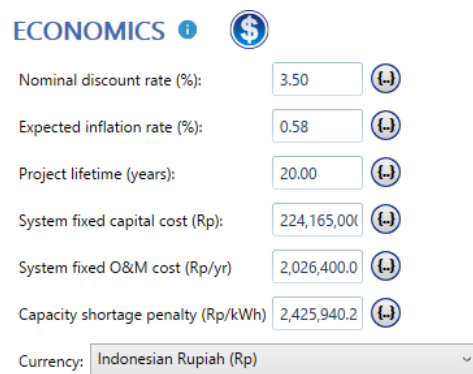 ECONOMICS i $
Nominal discount rate (%): 3.50 {..}
Expected inflation rate (%): 0.58 {..}
Project lifetime (years): 20.00 {..}
System fixed capital cost (Rp): 224,165,00( {..}
System fixed O&M cost (Rp/yr) 2,026,400.0 {..}
Capacity shortage penalty (Rp/kWh) 2,425,940.2 {..}
Currency: Indonesian Rupiah (Rp)